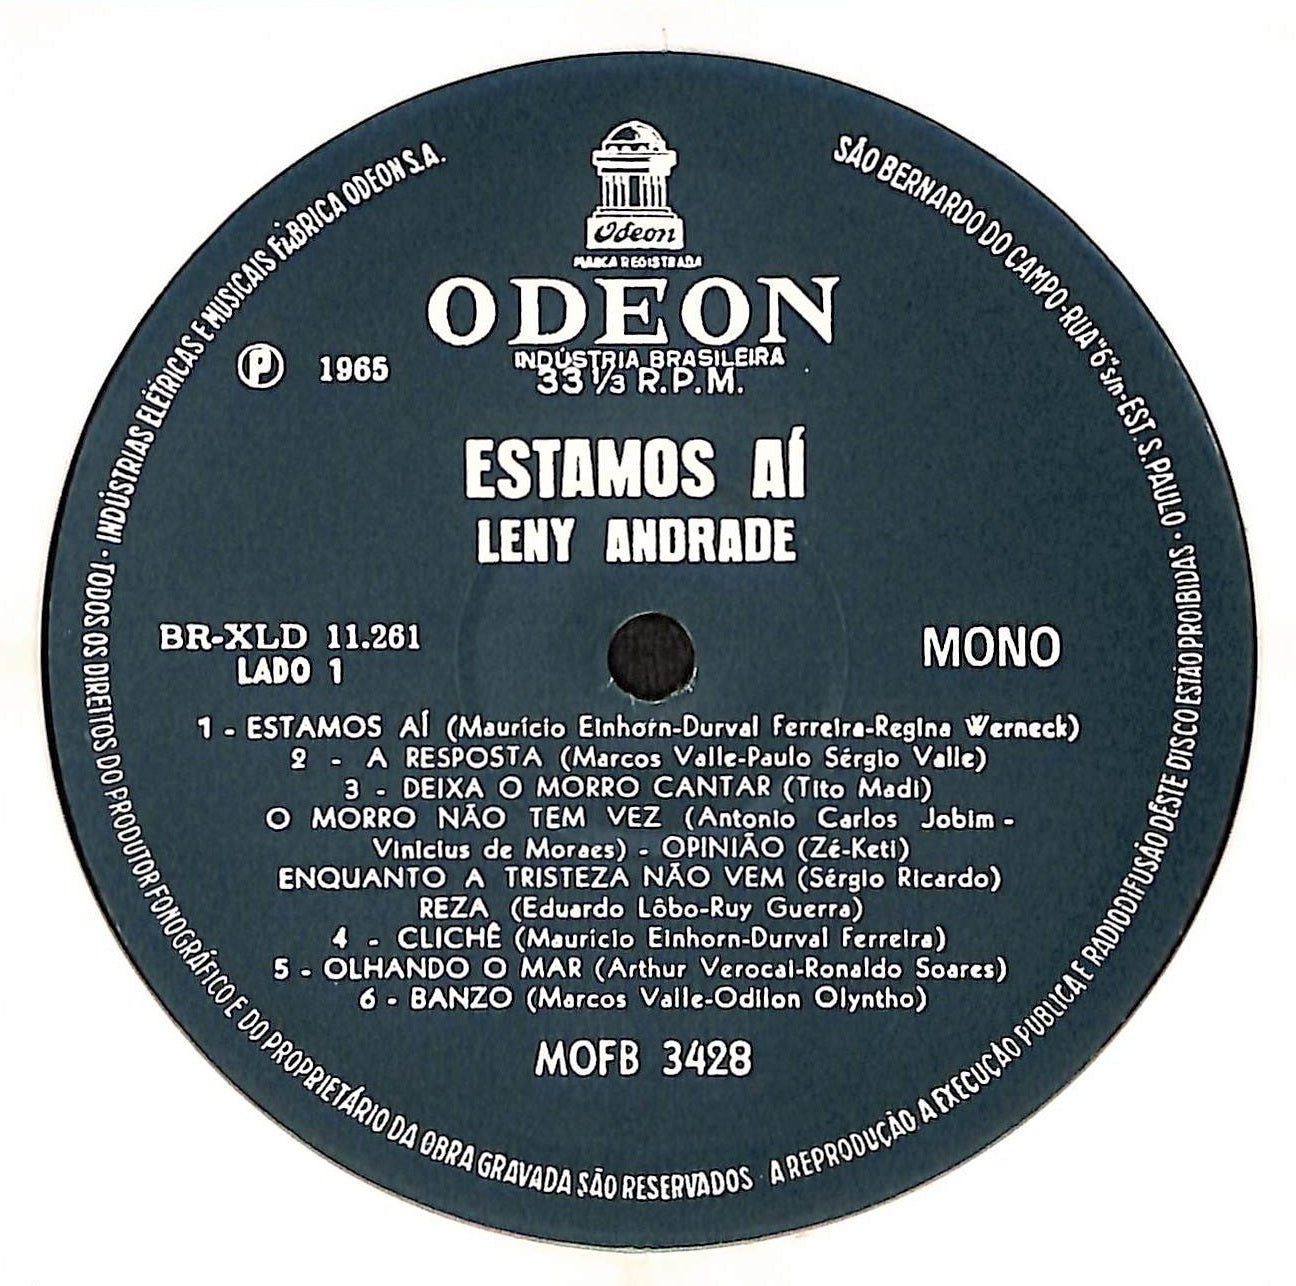 Odeon
MARCA REGISTRADA
ODEON
INDÚSTRIA BRASILEIRA
33 1/3 R.P.M.
Ⓟ 1965
ESTAMOS AÍ
LENY ANDRADE
BR-XLD 11.261
LADO 1
MONO
1 - ESTAMOS AÍ (Maurício Einhorn-Durval Ferreira-Regina Werneck)
2 - A RESPOSTA (Marcos Valle-Paulo Sérgio Valle)
3 - DEIXA O MORRO CANTAR (Tito Madi)
O MORRO NÃO TEM VEZ (Antonio Carlos Jobim -
Vinicius de Moraes) - OPINIÃO (Zé-Keti)
ENQUANTO A TRISTEZA NÃO VEM (Sérgio Ricardo)
REZA (Eduardo Lôbo-Ruy Guerra)
4 - CLICHÊ (Maurício Einhorn-Durval Ferreira)
5 - OLHANDO O MAR (Arthur Verocai-Ronaldo Soares)
6 - BANZO (Marcos Valle-Odilon Olyntho)
MOFB 3428
TODOS OS DIREITOS DO PRODUTOR FONOGRÁFICO E DO PROPRIETÁRIO DA OBRA GRAVADA SÃO RESERVADOS A REPRODUÇÃO A EXECUÇÃO PUBLICA E RADIODIFUSÃO DÊSTE DISCO ESTÃO PROIBIDAS · INDÚSTRIAS ELÉTRICAS E MUSICAIS FÁBRICA ODEON S.A. SÃO BERNARDO DO CAMPO-RUA "6" s/n.-EST. S.PAULO ·